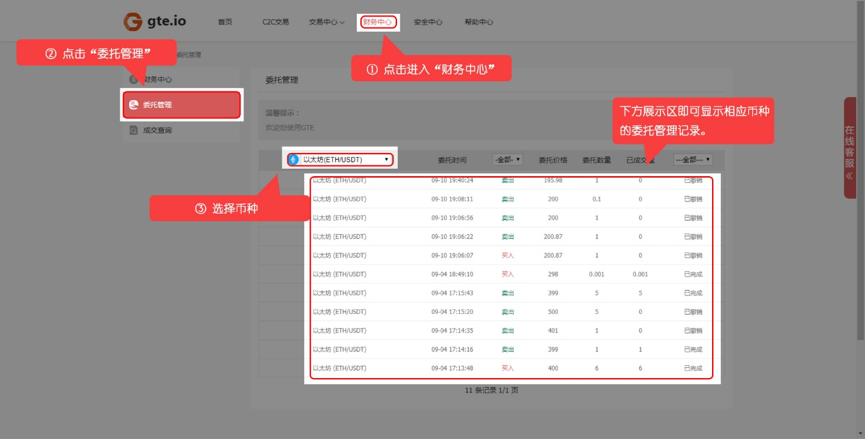 gte.io 首页 C2C交易 交易中心 财务中心 安全中心 帮助中心
② 点击“委托管理”
委托管理
① 点击进入“财务中心”
财务中心
委托管理
委托管理
成交查询
温馨提示：
欢迎您使用GTE
下方展示区即可显示相应币种
的委托管理记录。
在线客服 《
以太坊(ETH/USDT) 委托时间 -全部- 委托价格 委托数量 已成交量 ---全部---
以太坊 (ETH/USDT) 09-10 19:40:24 卖出 195.98 1 0 已撤销
以太坊 (ETH/USDT) 09-10 19:08:11 卖出 200 0.1 0 已撤销
以太坊 (ETH/USDT) 09-10 19:06:56 卖出 200 1 0 已撤销
③ 选择币种
以太坊 (ETH/USDT) 09-10 19:06:22 卖出 200.87 1 0 已撤销
以太坊 (ETH/USDT) 09-10 19:06:07 买入 200.87 1 0 已撤销
以太坊 (ETH/USDT) 09-04 18:49:10 买入 298 0.001 0.001 已完成
以太坊 (ETH/USDT) 09-04 17:15:43 卖出 399 5 5 已完成
以太坊 (ETH/USDT) 09-04 17:15:20 卖出 500 5 0 已撤销
以太坊 (ETH/USDT) 09-04 17:14:35 卖出 401 1 0 已撤销
以太坊 (ETH/USDT) 09-04 17:14:16 卖出 399 1 1 已完成
以太坊 (ETH/USDT) 09-04 17:13:48 买入 400 6 6 已完成
11 条记录 1/1 页